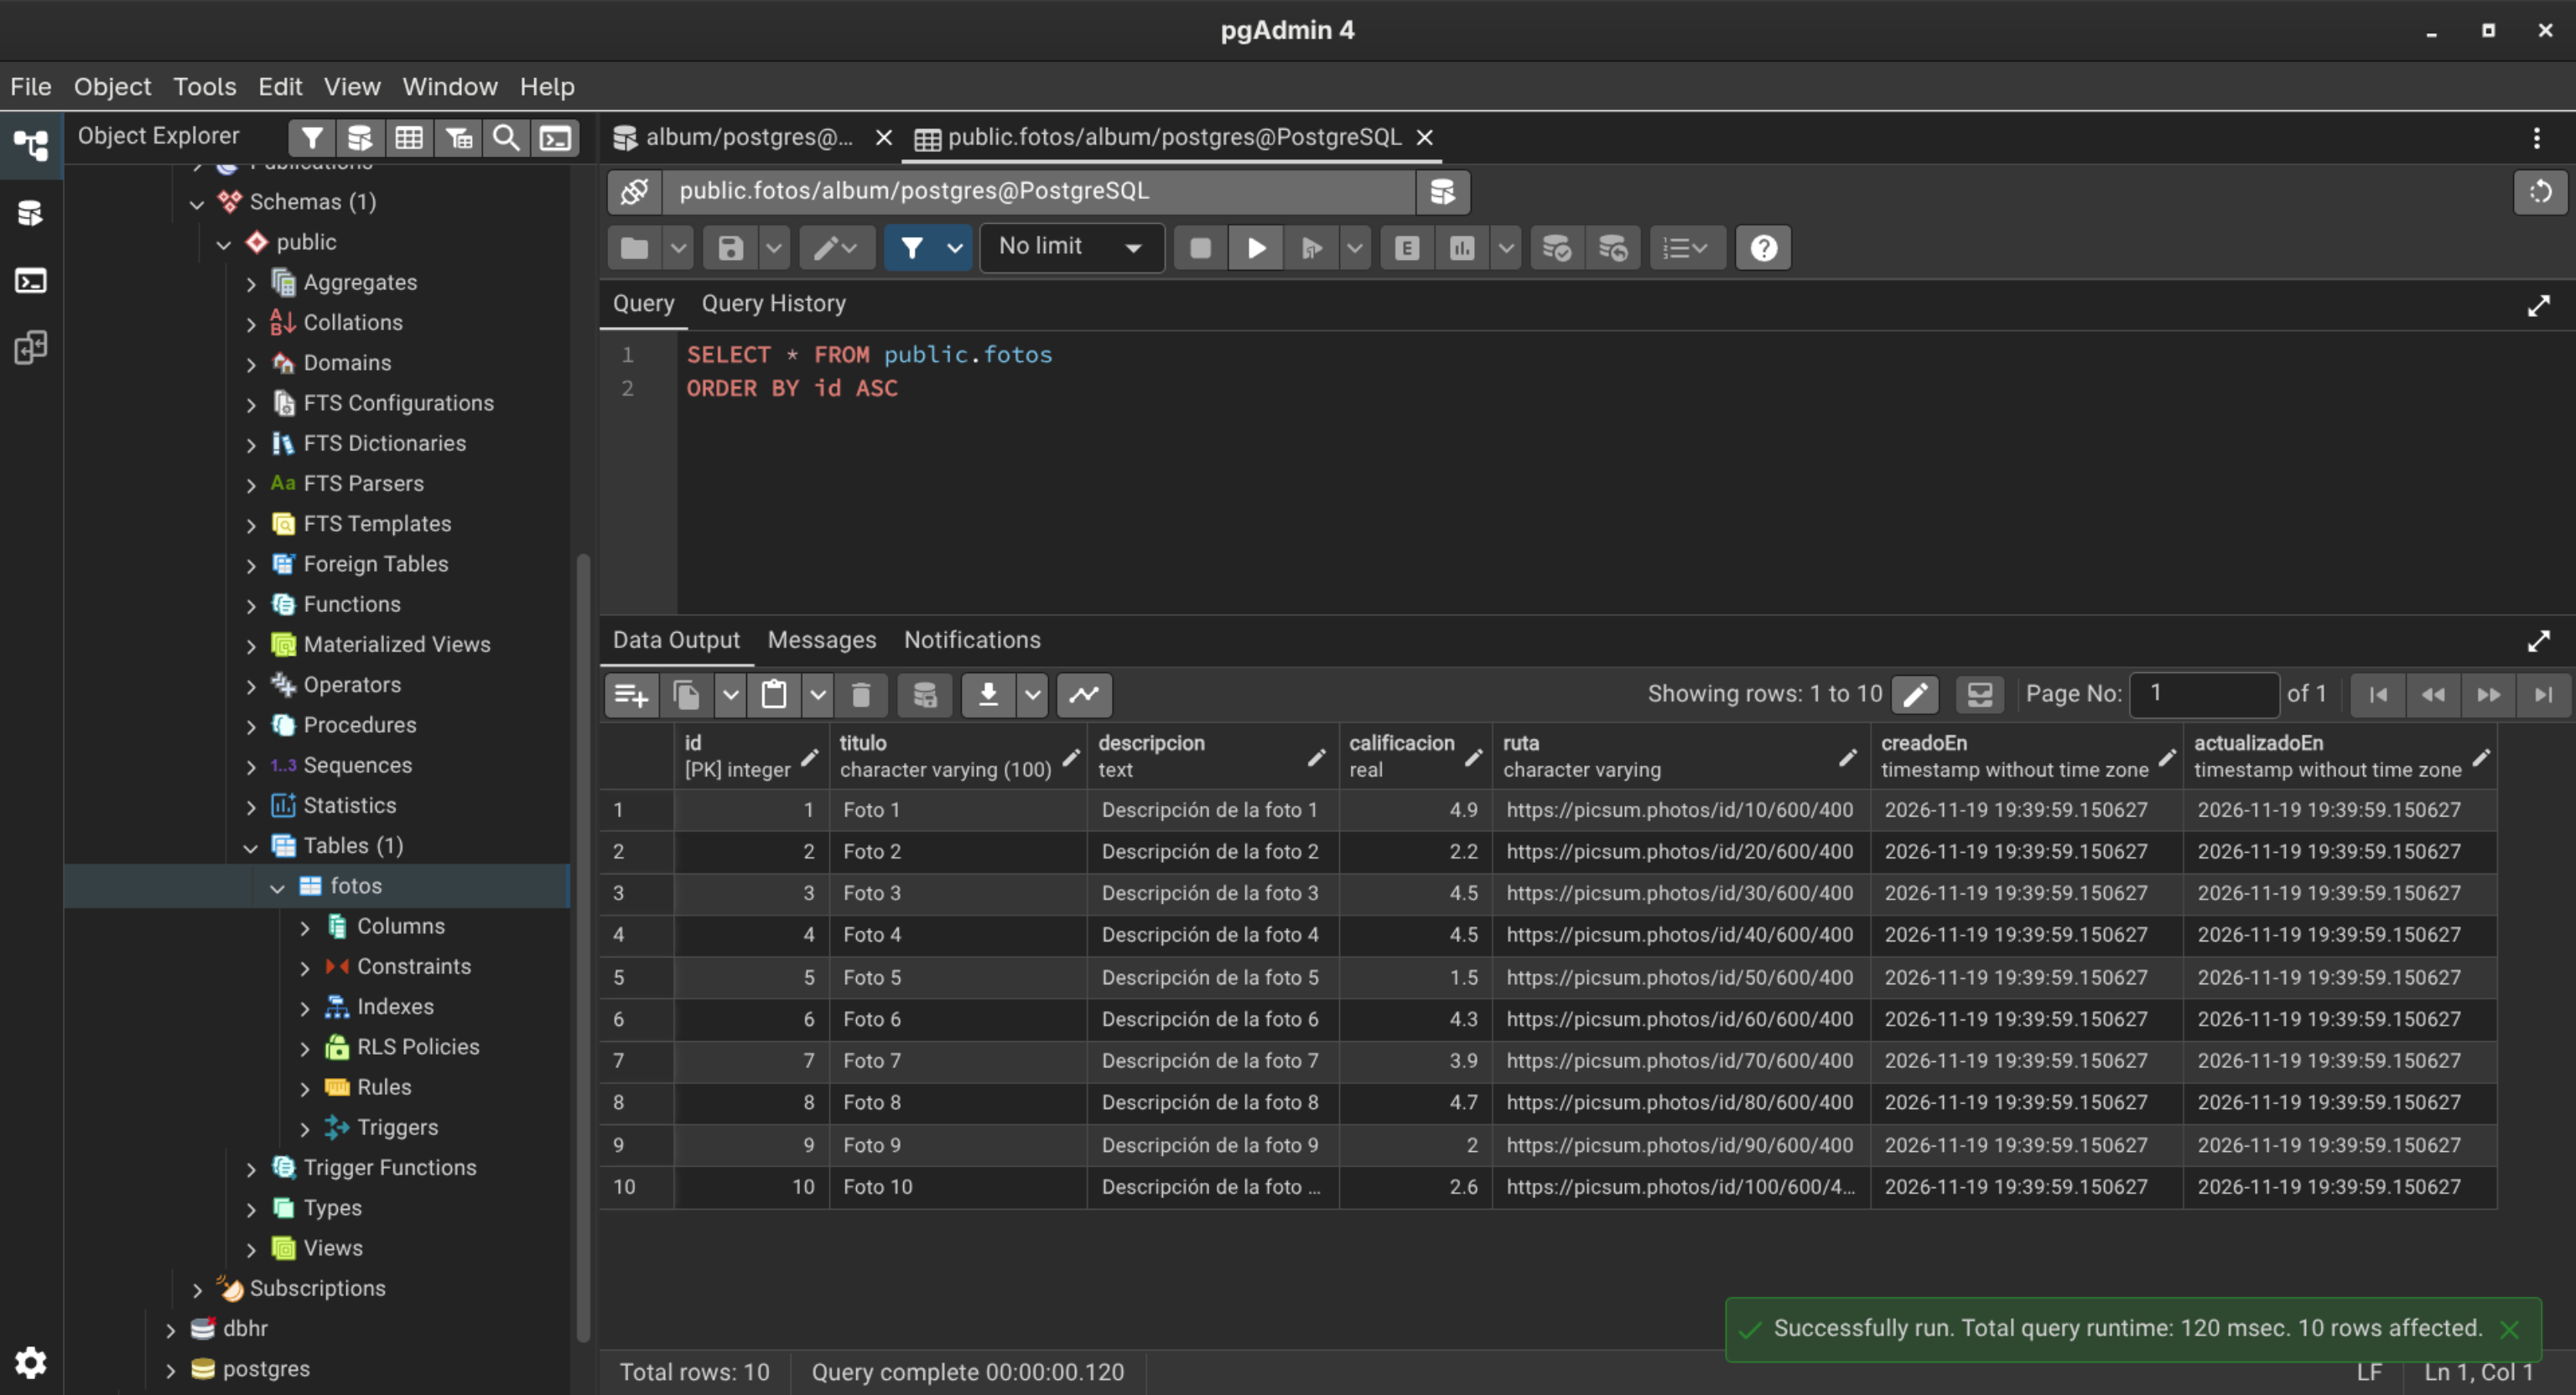 pgAdmin 4
File Object Tools Edit View Window Help
Object Explorer
album/postgres@...
public.fotos/album/postgres@PostgreSQL
Publications
Schemas (1)
public
Aggregates
Collations
Domains
FTS Configurations
FTS Dictionaries
Aa FTS Parsers
FTS Templates
Foreign Tables
Functions
Materialized Views
Operators
Procedures
1..3 Sequences
Statistics
Tables (1)
fotos
Columns
Constraints
Indexes
RLS Policies
Rules
Triggers
Trigger Functions
Types
Views
Subscriptions
dbhr
postgres
public.fotos/album/postgres@PostgreSQL
No limit
Query Query History
1 SELECT * FROM public.fotos
2 ORDER BY id ASC
Data Output Messages Notifications
Showing rows: 1 to 10 Page No: 1 of 1
id titulo descripcion calificacion ruta creadoEn actualizadoEn
[PK] integer character varying (100) text real character varying timestamp without time zone timestamp without time zone
1 1 Foto 1 Descripción de la foto 1 4.9 https://picsum.photos/id/10/600/400 2026-11-19 19:39:59.150627 2026-11-19 19:39:59.150627
2 2 Foto 2 Descripción de la foto 2 2.2 https://picsum.photos/id/20/600/400 2026-11-19 19:39:59.150627 2026-11-19 19:39:59.150627
3 3 Foto 3 Descripción de la foto 3 4.5 https://picsum.photos/id/30/600/400 2026-11-19 19:39:59.150627 2026-11-19 19:39:59.150627
4 4 Foto 4 Descripción de la foto 4 4.5 https://picsum.photos/id/40/600/400 2026-11-19 19:39:59.150627 2026-11-19 19:39:59.150627
5 5 Foto 5 Descripción de la foto 5 1.5 https://picsum.photos/id/50/600/400 2026-11-19 19:39:59.150627 2026-11-19 19:39:59.150627
6 6 Foto 6 Descripción de la foto 6 4.3 https://picsum.photos/id/60/600/400 2026-11-19 19:39:59.150627 2026-11-19 19:39:59.150627
7 7 Foto 7 Descripción de la foto 7 3.9 https://picsum.photos/id/70/600/400 2026-11-19 19:39:59.150627 2026-11-19 19:39:59.150627
8 8 Foto 8 Descripción de la foto 8 4.7 https://picsum.photos/id/80/600/400 2026-11-19 19:39:59.150627 2026-11-19 19:39:59.150627
9 9 Foto 9 Descripción de la foto 9 2 https://picsum.photos/id/90/600/400 2026-11-19 19:39:59.150627 2026-11-19 19:39:59.150627
10 10 Foto 10 Descripción de la foto ... 2.6 https://picsum.photos/id/100/600/4... 2026-11-19 19:39:59.150627 2026-11-19 19:39:59.150627
Successfully run. Total query runtime: 120 msec. 10 rows affected.
Total rows: 10 Query complete 00:00:00.120 LF Ln 1, Col 1